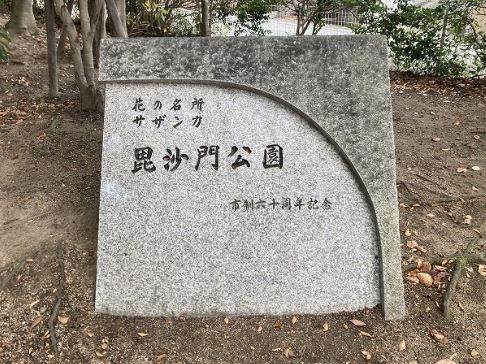 花の名所
サザンカ
毘沙門公園
市制六十周年記念